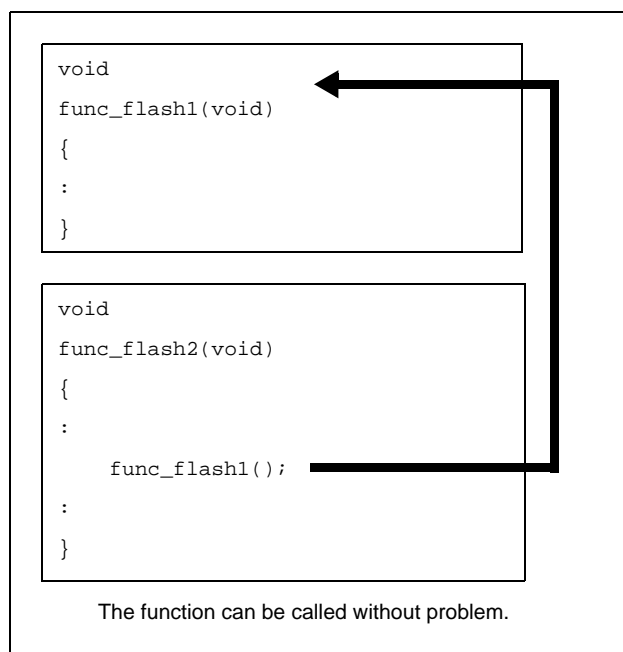 void
func_flash1(void)
{
:
}
void
func_flash2(void)
{
:
func_flash1();
:
}
The function can be called without problem.